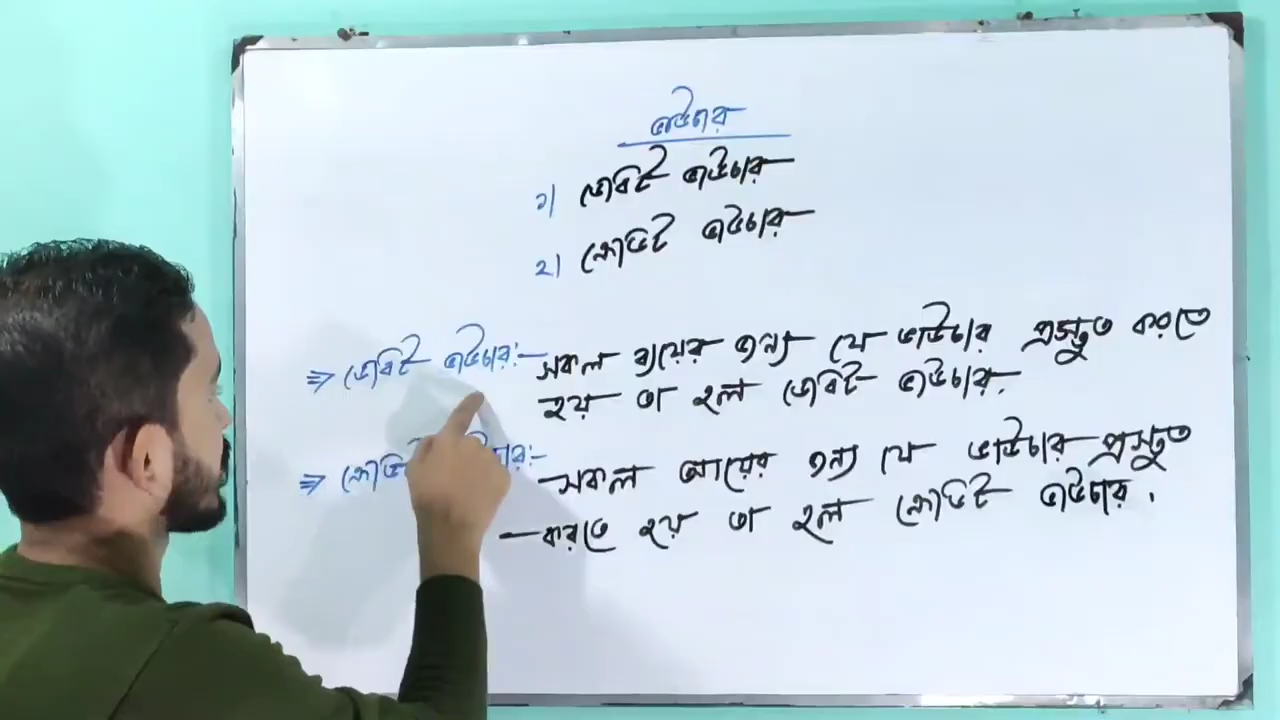 ভাউচার
১। ডেবিট ভাউচার
২। ক্রেডিট ভাউচার
⇒ ডেবিট ভাউচার:- সকল ব্যয়ের জন্য যে ভাউচার প্রস্তুত করতে
হয় তা হল ডেবিট ভাউচার.
⇒ ক্রেডি চার:- সকল আয়ের জন্য যে ভাউচার প্রস্তুত
করতে হয় তা হল ক্রেডিট ভাউচার.